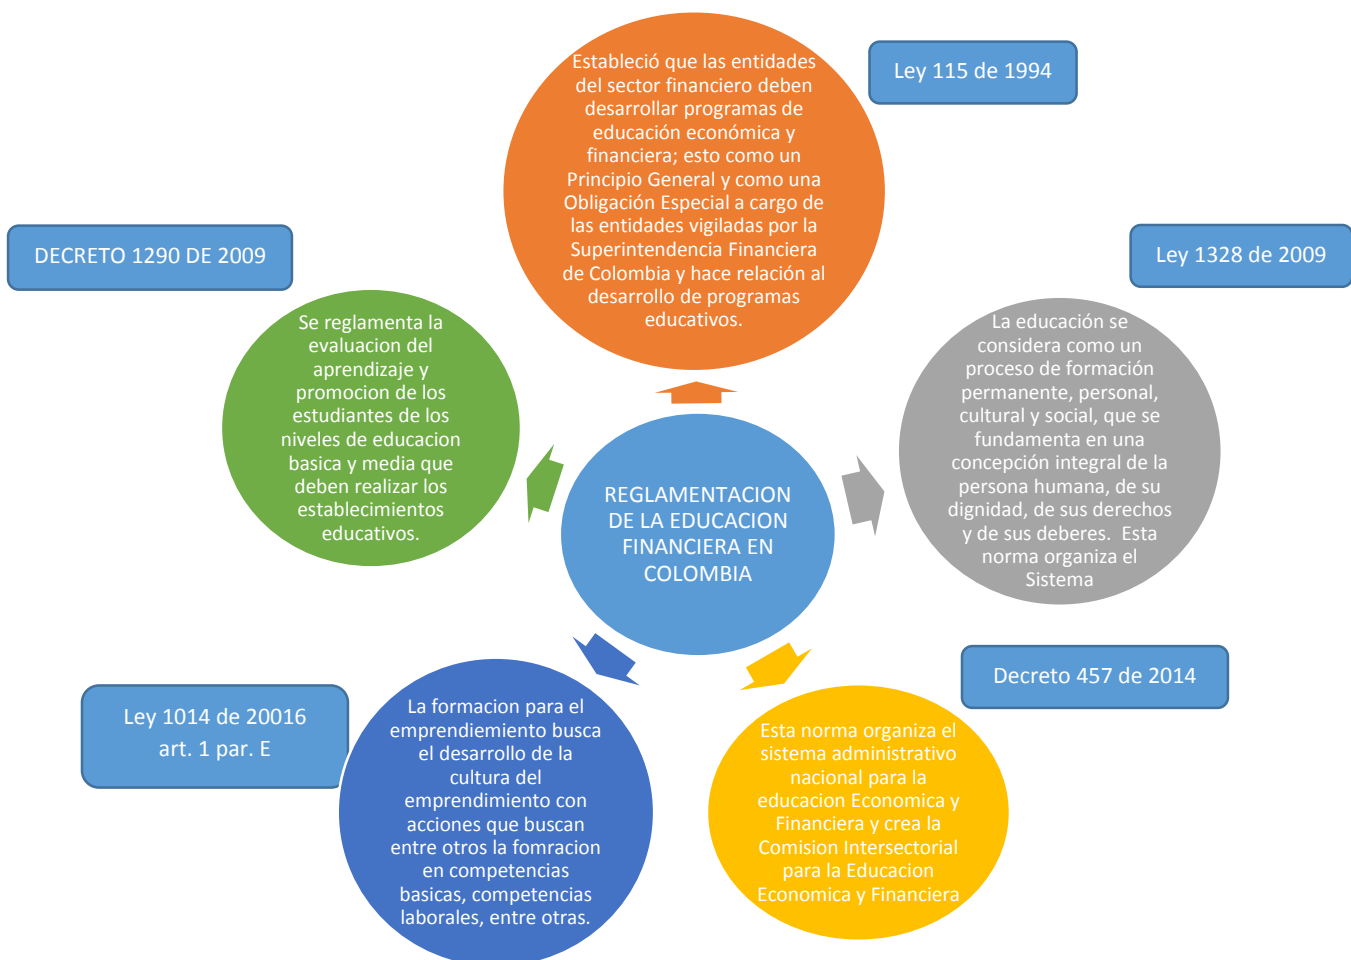 Estableció que las entidades
del sector financiero deben
desarrollar programas de
educación económica y
financiera; esto como un
Principio General y como una
Obligación Especial a cargo de
las entidades vigiladas por la
Superintendencia Financiera
de Colombia y hace relación al
desarrollo de programas
educativos.
Ley 115 de 1994
DECRETO 1290 DE 2009
Ley 1328 de 2009
Se reglamenta la
evaluacion del
aprendizaje y
promocion de los
estudiantes de los
niveles de educacion
basica y media que
deben realizar los
establecimientos
educativos.
La educación se
considera como un
proceso de formación
permanente, personal,
cultural y social, que se
fundamenta en una
concepción integral de la
persona humana, de su
dignidad, de sus derechos
y de sus deberes.  Esta
norma organiza el
Sistema
REGLAMENTACION
DE LA EDUCACION
FINANCIERA EN
COLOMBIA
Ley 1014 de 20016
art. 1 par. E
La formacion para el
emprendiemiento busca
el desarrollo de la
cultura del
emprendimiento con
acciones que buscan
entre otros la fomracion
en competencias
basicas, competencias
laborales, entre otras.
Decreto 457 de 2014
Esta norma organiza el
sistema administrativo
nacional para la
educacion Economica y
Financiera y crea la
Comision Intersectorial
para la Educacion
Economica y Financiera